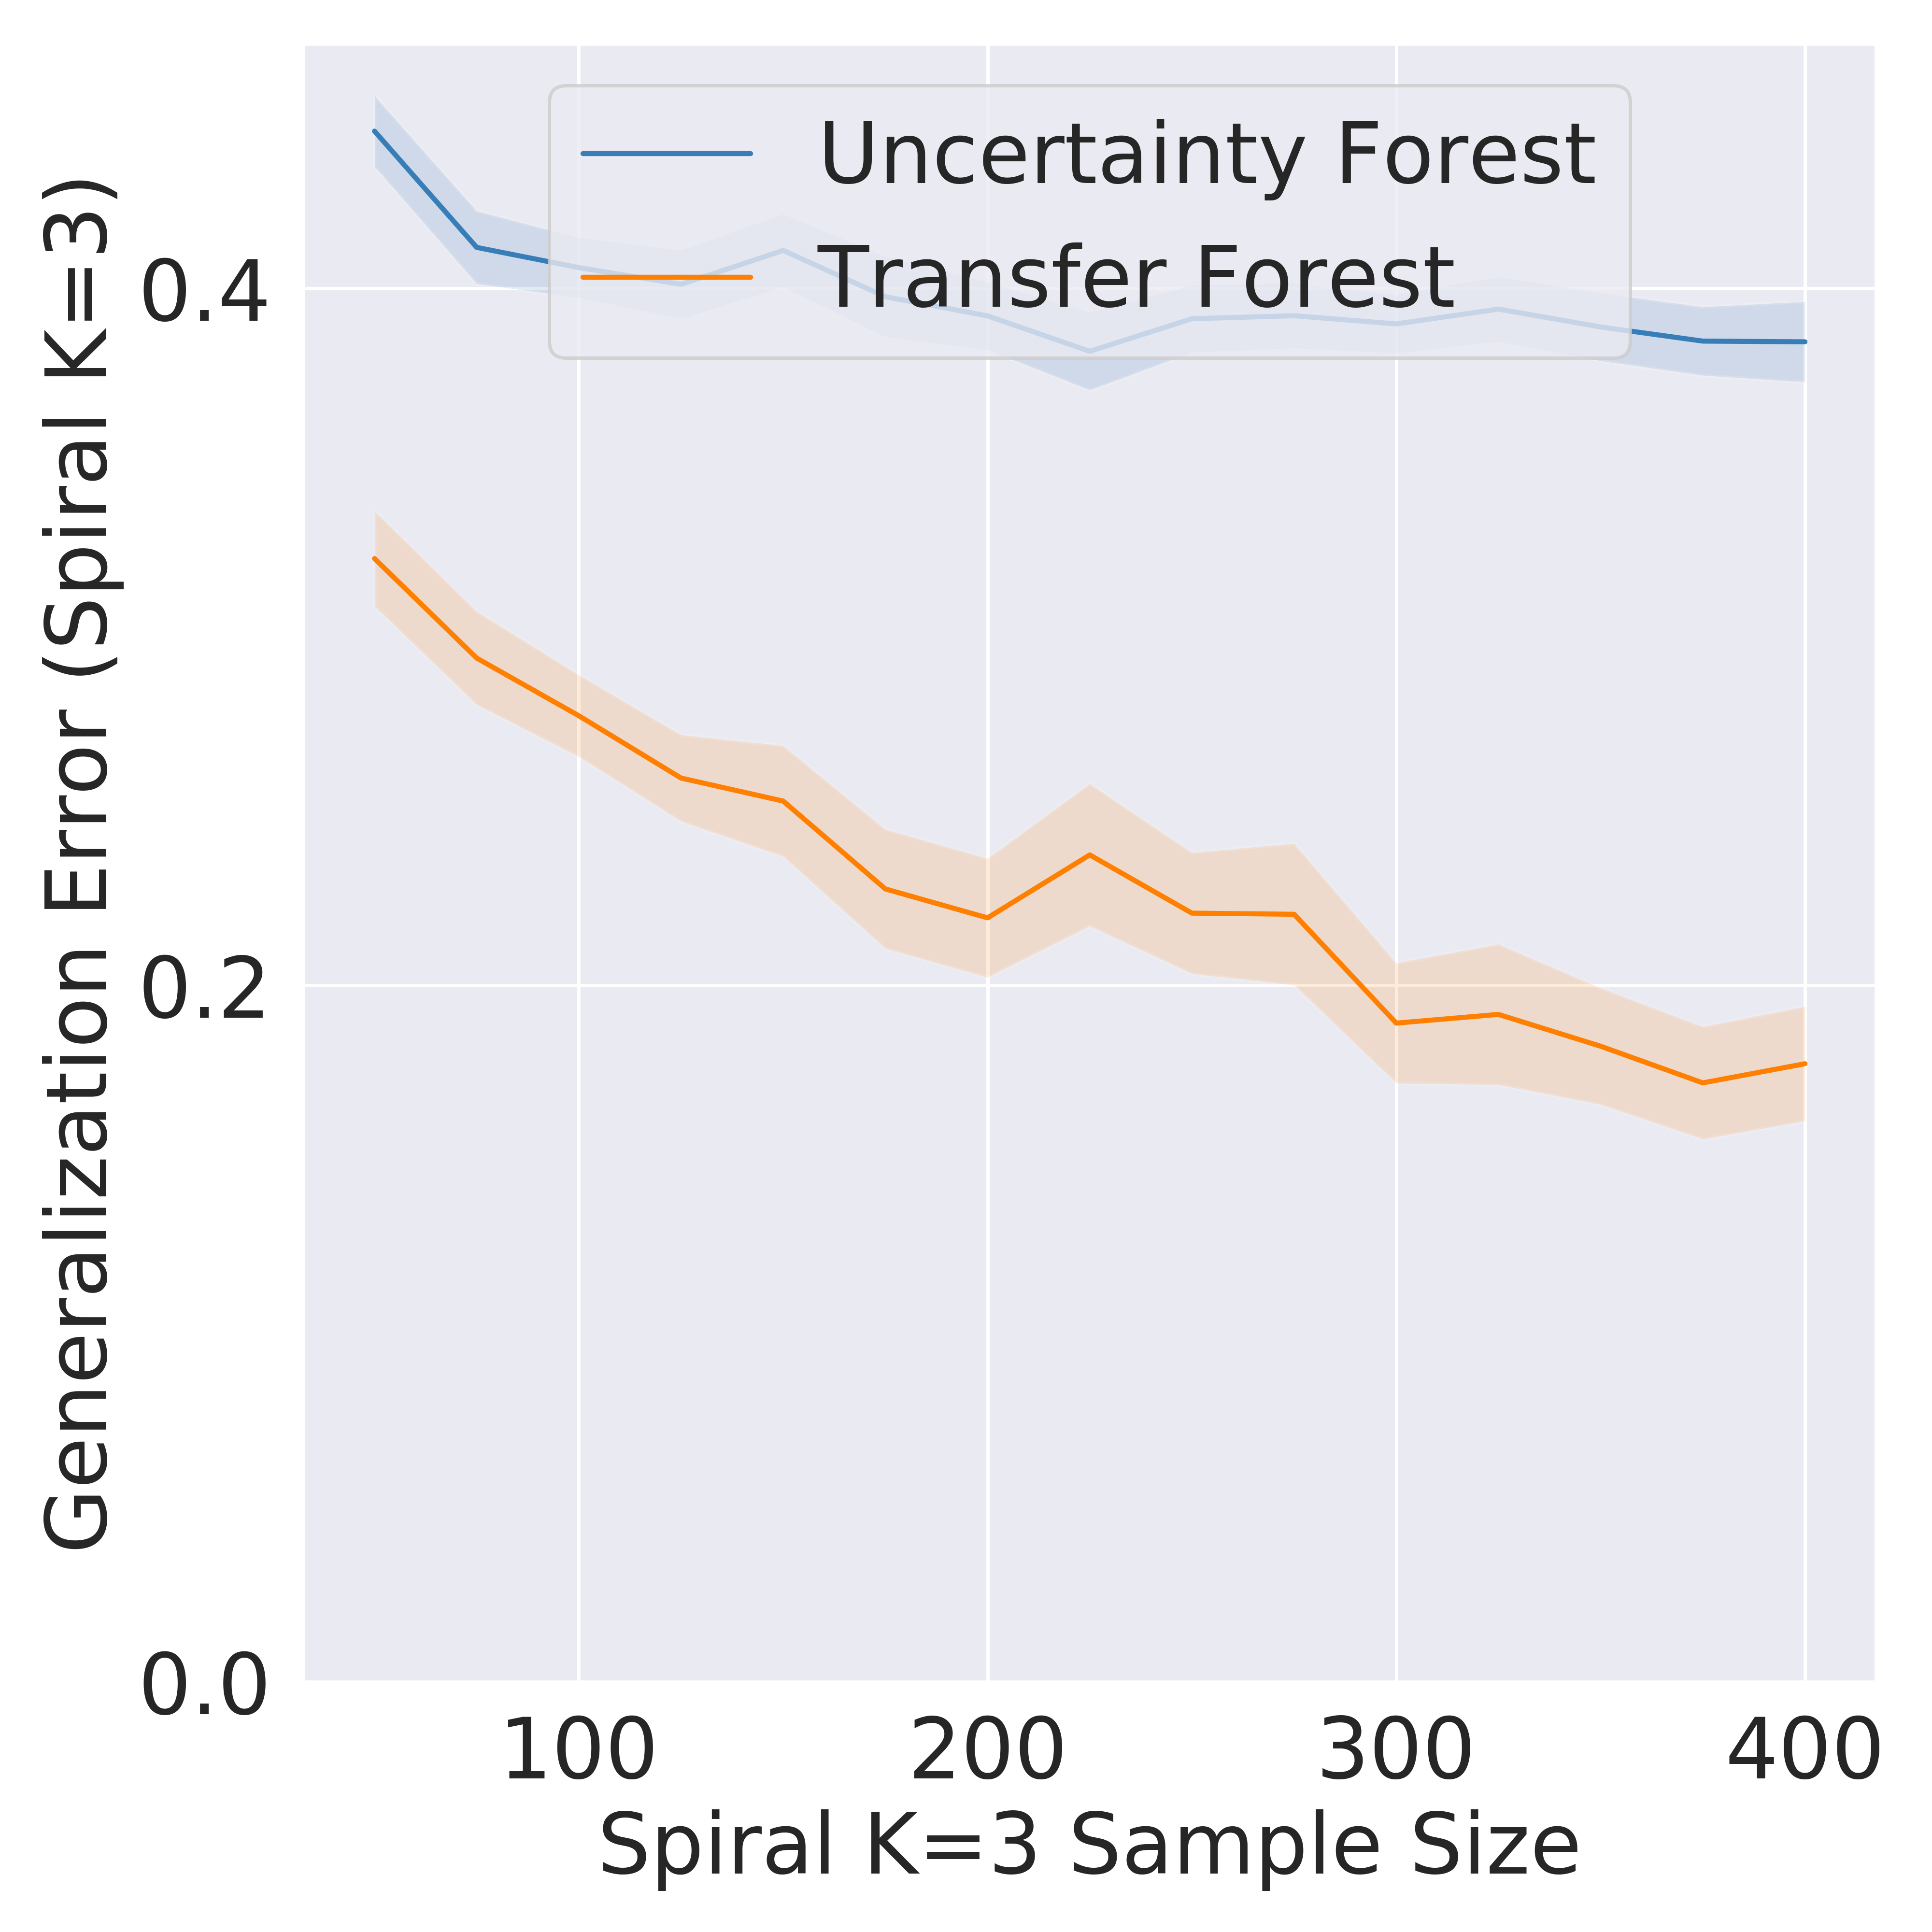 Uncertainty Forest
Transfer Forest
Generalization Error (Spiral K=3)
0.4
0.2
0.0
100 200 300 400
Spiral K=3 Sample Size